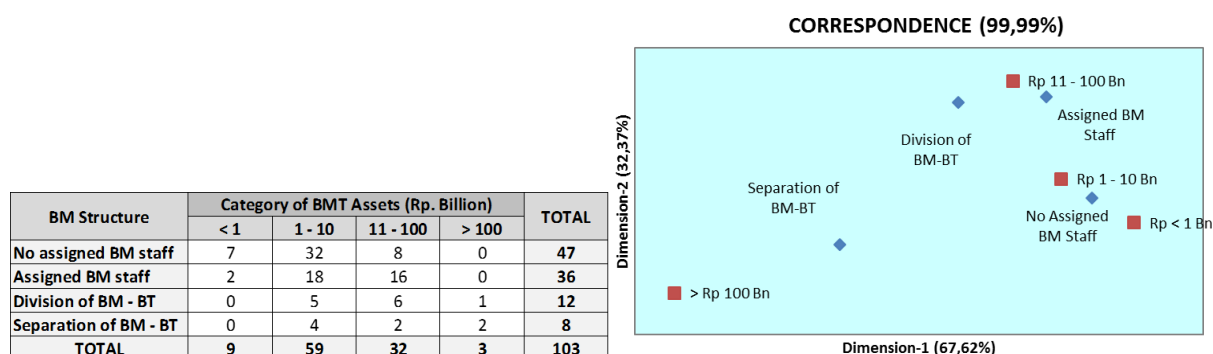 BM Structure Category of BMT Assets (Rp. Billion) TOTAL
< 1 1 - 10 11 - 100 > 100
No assigned BM staff 7 32 8 0 47
Assigned BM staff 2 18 16 0 36
Division of BM - BT 0 5 6 1 12
Separation of BM - BT 0 4 2 2 8
TOTAL 9 59 32 3 103
CORRESPONDENCE (99,99%)
Dimension-2 (32,37%)
Rp 11 - 100 Bn
Assigned BM
Staff
Division of
BM-BT
Rp 1 - 10 Bn
Separation of
BM-BT
No Assigned
BM Staff
Rp < 1 Bn
> Rp 100 Bn
Dimension-1 (67,62%)